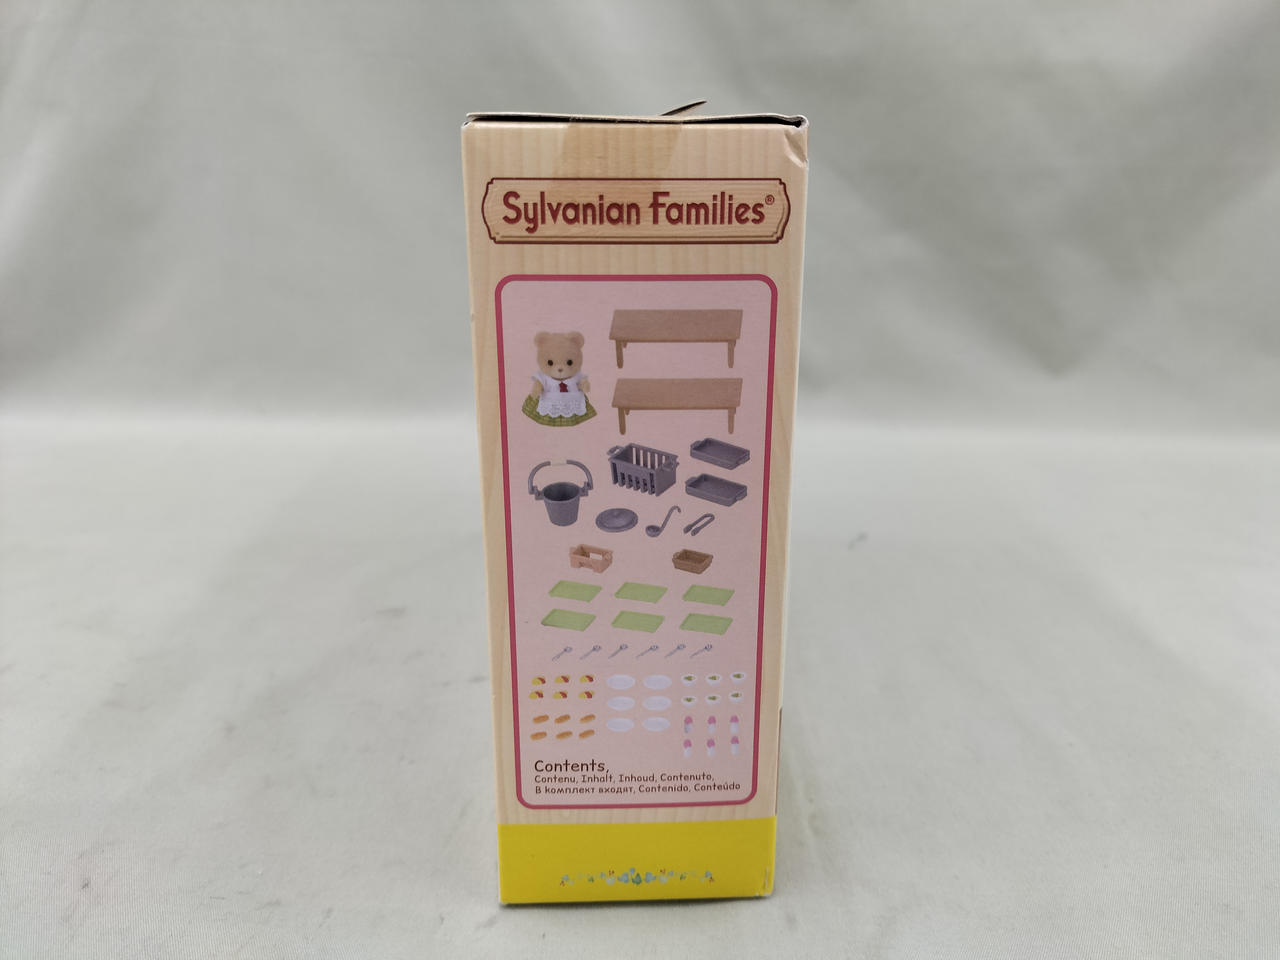 Sylvanian Families®
Contents,
Contenu, Inhalt, Inhoud, Contenuto,
В комплект входят, Contenido, Conteúdo